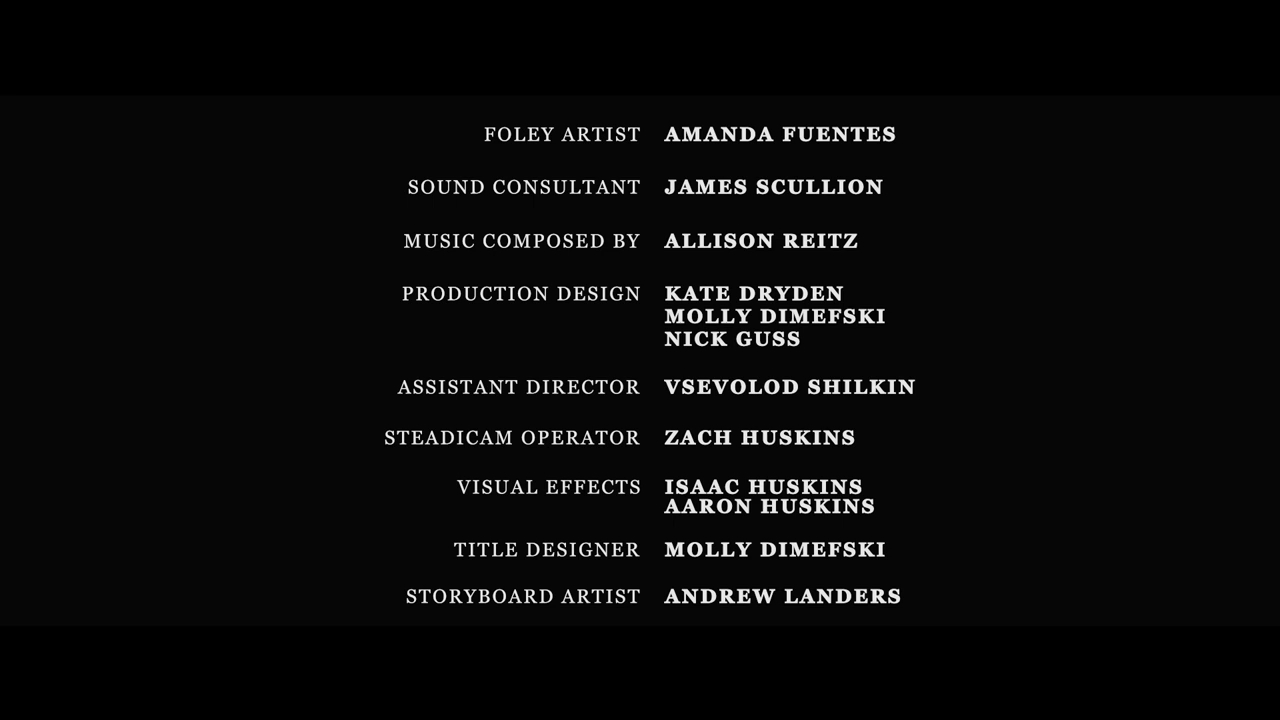 FOLEY ARTIST AMANDA FUENTES
SOUND CONSULTANT JAMES SCULLION
MUSIC COMPOSED BY ALLISON REITZ
PRODUCTION DESIGN KATE DRYDEN
MOLLY DIMEFSKI
NICK GUSS
ASSISTANT DIRECTOR VSEVOLOD SHILKIN
STEADICAM OPERATOR ZACH HUSKINS
VISUAL EFFECTS ISAAC HUSKINS
AARON HUSKINS
TITLE DESIGNER MOLLY DIMEFSKI
STORYBOARD ARTIST ANDREW LANDERS